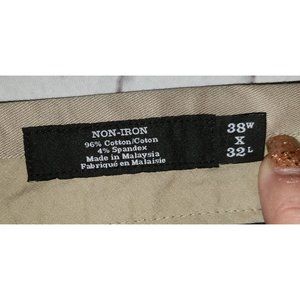 NON-IRON
96% Cotton/Coton
4% Spandex
Made in Malaysia
Fabriqué en Malaisie
38W
X
32L